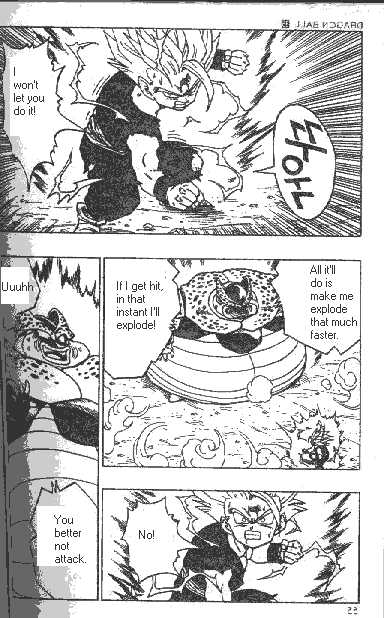 DRAGON BALL
I
won't
let you
do it!
Uuuhh
You
better
not
attack.
All it'll
do is
make me
explode
that much
faster.
If I get hit,
in that
instant I'll
explode!
No!